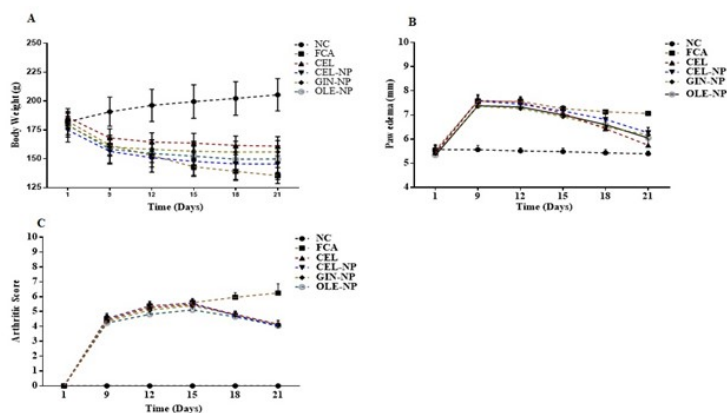 A
250
225
200
175
150
125
Body Weight (g)
1 9 12 15 18 21
Time (Days)
NC
FCA
CEL
CEL-NP
GIN-NP
OLE-NP
B
10
8
6
4
Paw edema (mm)
1 9 12 15 18 21
Time (Days)
NC
FCA
CEL
CEL-NP
GIN-NP
OLE-NP
C
10
9
8
7
6
5
4
3
2
1
0
Arthritic Score
1 9 12 15 18 21
Time (Days)
NC
FCA
CEL
CEL-NP
GIN-NP
OLE-NP